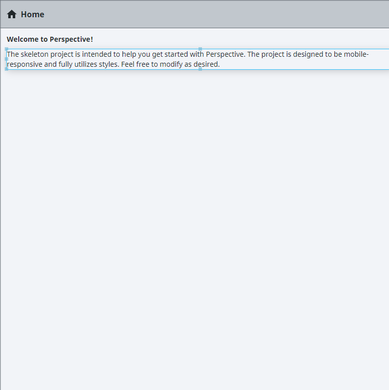 Home
Welcome to Perspective!
The skeleton project is intended to help you get started with Perspective. The project is designed to be mobile-
responsive and fully utilizes styles. Feel free to modify as desired.